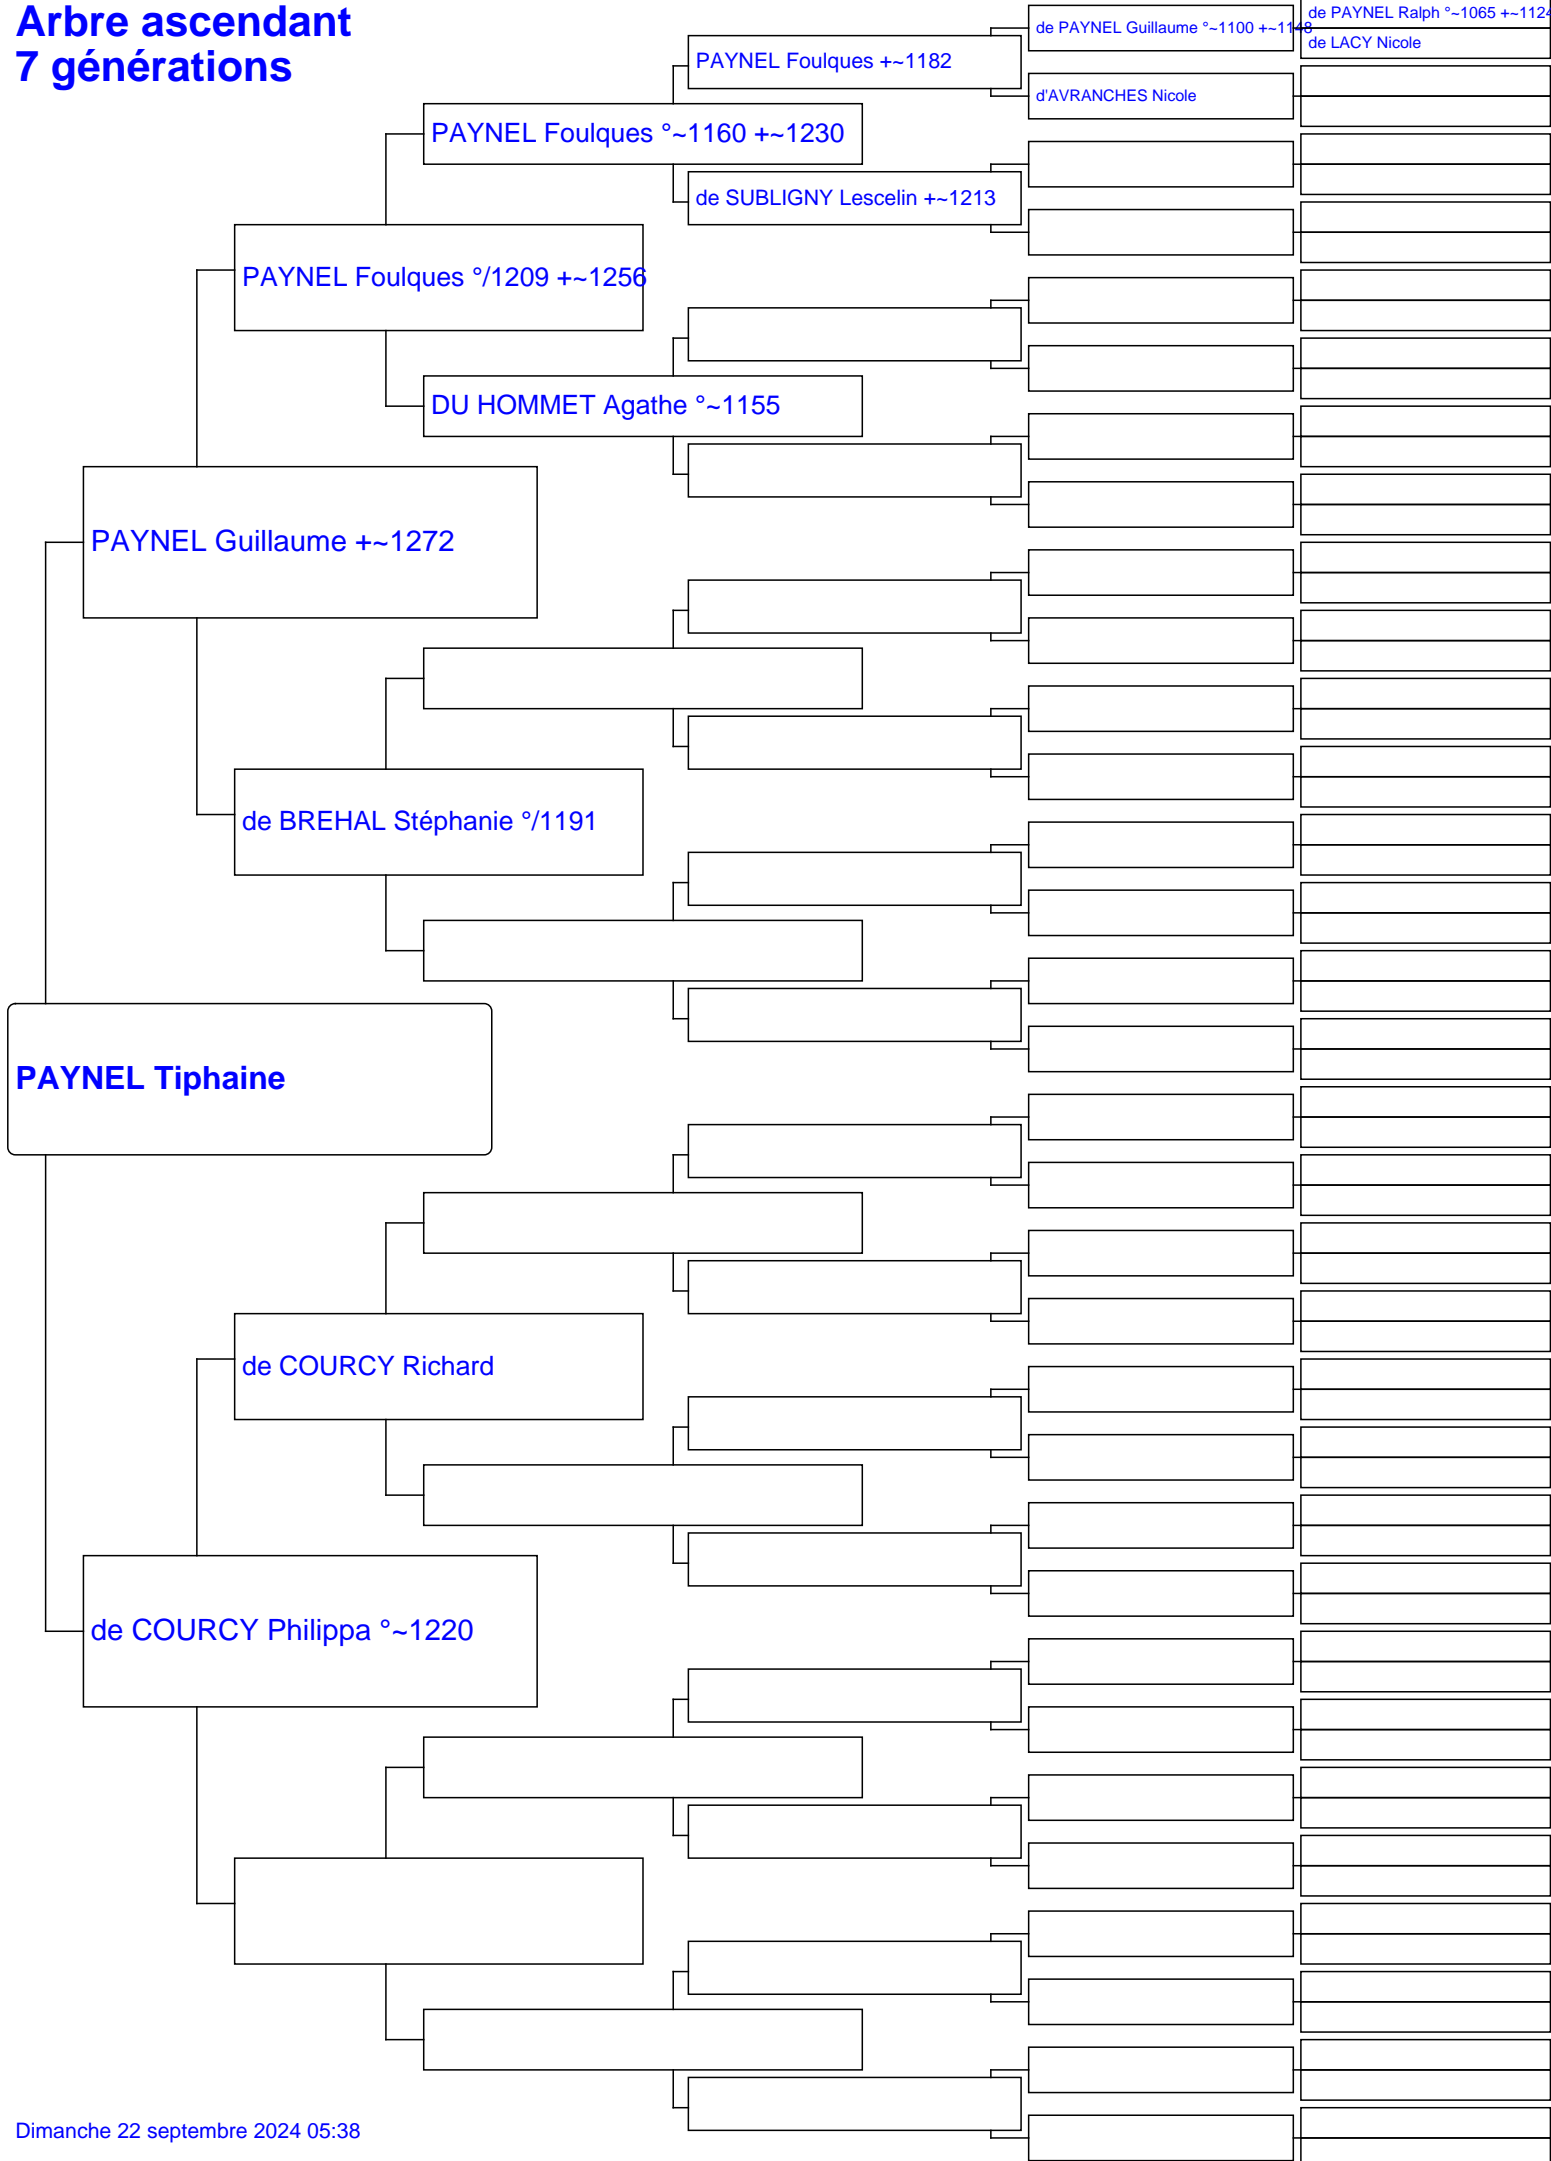 Arbre ascendant
7 générations
de PAYNEL Ralph °~1065 +~1124
de PAYNEL Guillaume °~1100 +~1148
de LACY Nicole
PAYNEL Foulques +~1182
d'AVRANCHES Nicole
PAYNEL Foulques °~1160 +~1230
de SUBLIGNY Lescelin +~1213
PAYNEL Foulques °/1209 +~1256
DU HOMMET Agathe °~1155
PAYNEL Guillaume +~1272
de BREHAL Stéphanie °/1191
PAYNEL Tiphaine
de COURCY Richard
de COURCY Philippa °~1220
Dimanche 22 septembre 2024 05:38